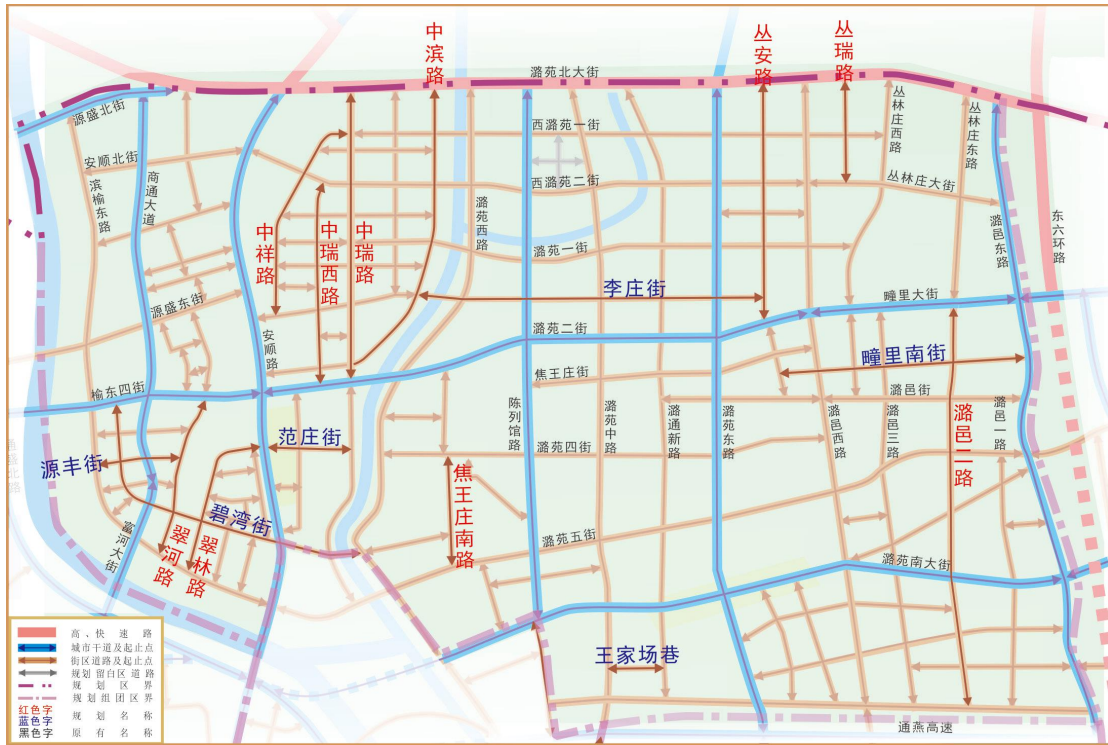 中滨路
丛安路
丛瑞路
潞苑北大街
源盛北街
丛林庄西路
丛林庄东路
西潞苑一街
安顺北街
商通大道
滨榆东路
西潞苑二街
丛林庄大街
潞苑西路
潞邑东路
东六环路
中祥路
中瑞西路
中瑞路
潞苑一街
李庄街
疃里大街
源盛东街
安顺路
潞苑二街
疃里南街
焦王庄街
榆东四街
陈列馆路
潞苑中路
潞通新路
潞苑东路
潞邑西路
潞邑三路
潞邑街
潞邑二路
潞邑一路
范庄街
潞苑四街
源丰街
焦王庄南路
碧湾街
富河大街
翠河路
翠林路
潞苑五街
潞苑南大街
王家场巷
通燕高速
高、快速路
城市干道及起止点
街区道路及起止点
规划留白区道路
规划区界
规划组团区界
红色字
蓝色字 规划名称
黑色字 原有名称